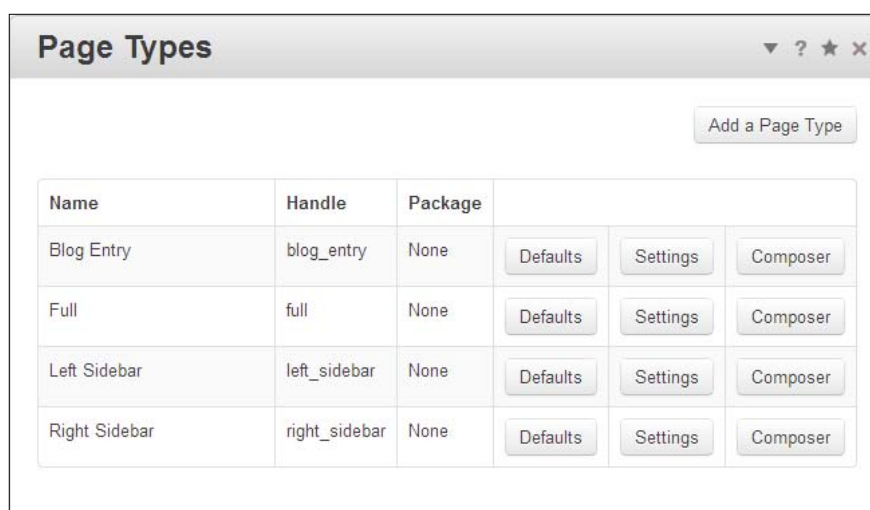 Page Types ?
Add a Page Type
Name Handle Package
Blog Entry blog_entry None Defaults Settings Composer
Full full None Defaults Settings Composer
Left Sidebar left_sidebar None Defaults Settings Composer
Right Sidebar right_sidebar None Defaults Settings Composer